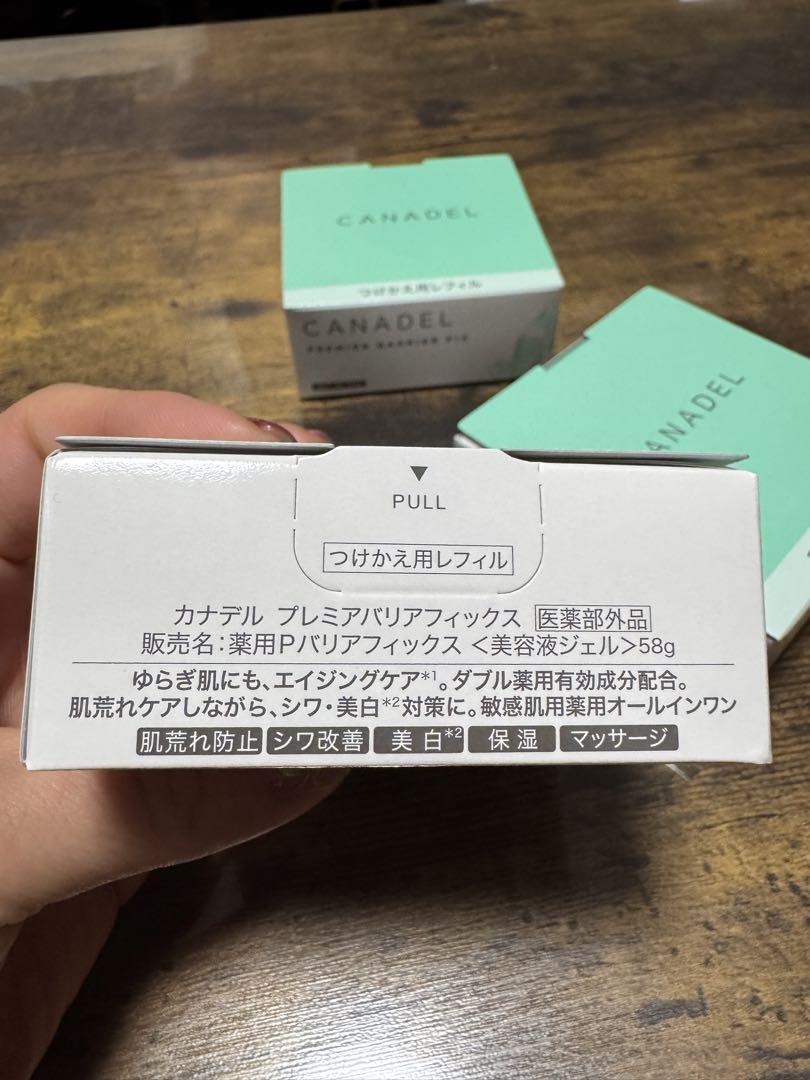 CANADEL
つけかえ用レフィル
CANADEL
PREMIER BARRIER FIX
CANADEL
PULL
つけかえ用レフィル
カナデル プレミアバリアフィックス 医薬部外品
販売名:薬用Pバリアフィックス <美容液ジェル>58g
ゆらぎ肌にも、エイジングケア*1。ダブル薬用有効成分配合。
肌荒れケアしながら、シワ・美白*2対策に。敏感肌用薬用オールインワン
肌荒れ防止 シワ改善 美白*2 保湿 マッサージ